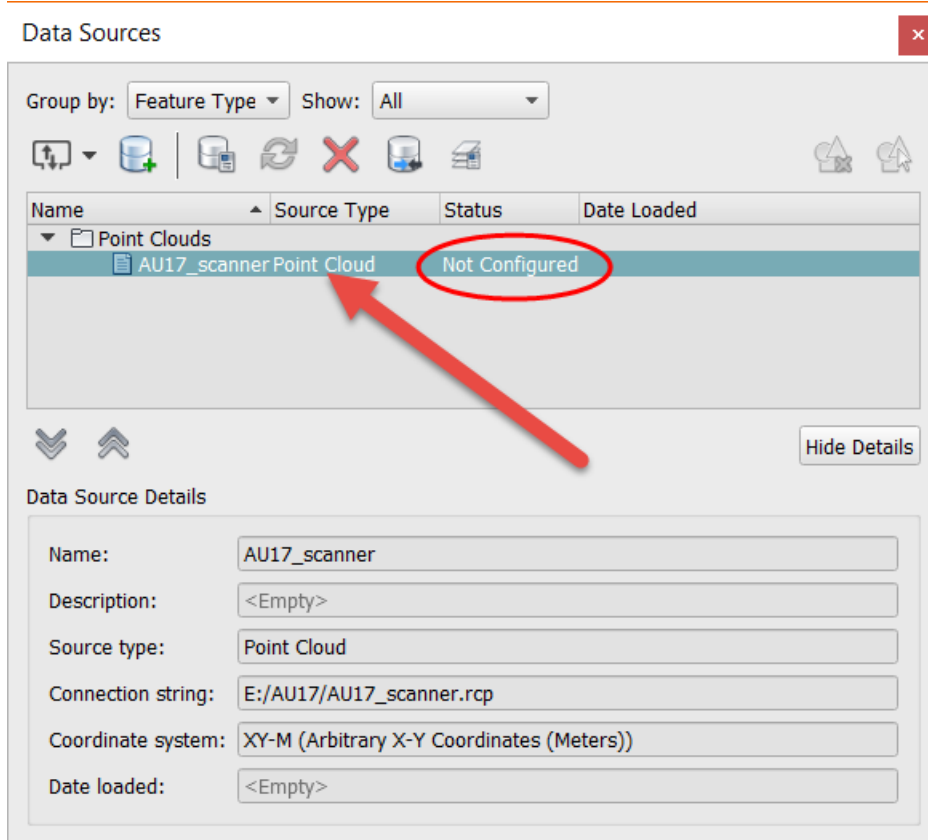 Data Sources
Group by: Feature Type Show: All
Name Source Type Status Date Loaded
Point Clouds
AU17_scanner Point Cloud Not Configured
Hide Details
Data Source Details
Name: AU17_scanner
Description: <Empty>
Source type: Point Cloud
Connection string: E:/AU17/AU17_scanner.rcp
Coordinate system: XY-M (Arbitrary X-Y Coordinates (Meters))
Date loaded: <Empty>